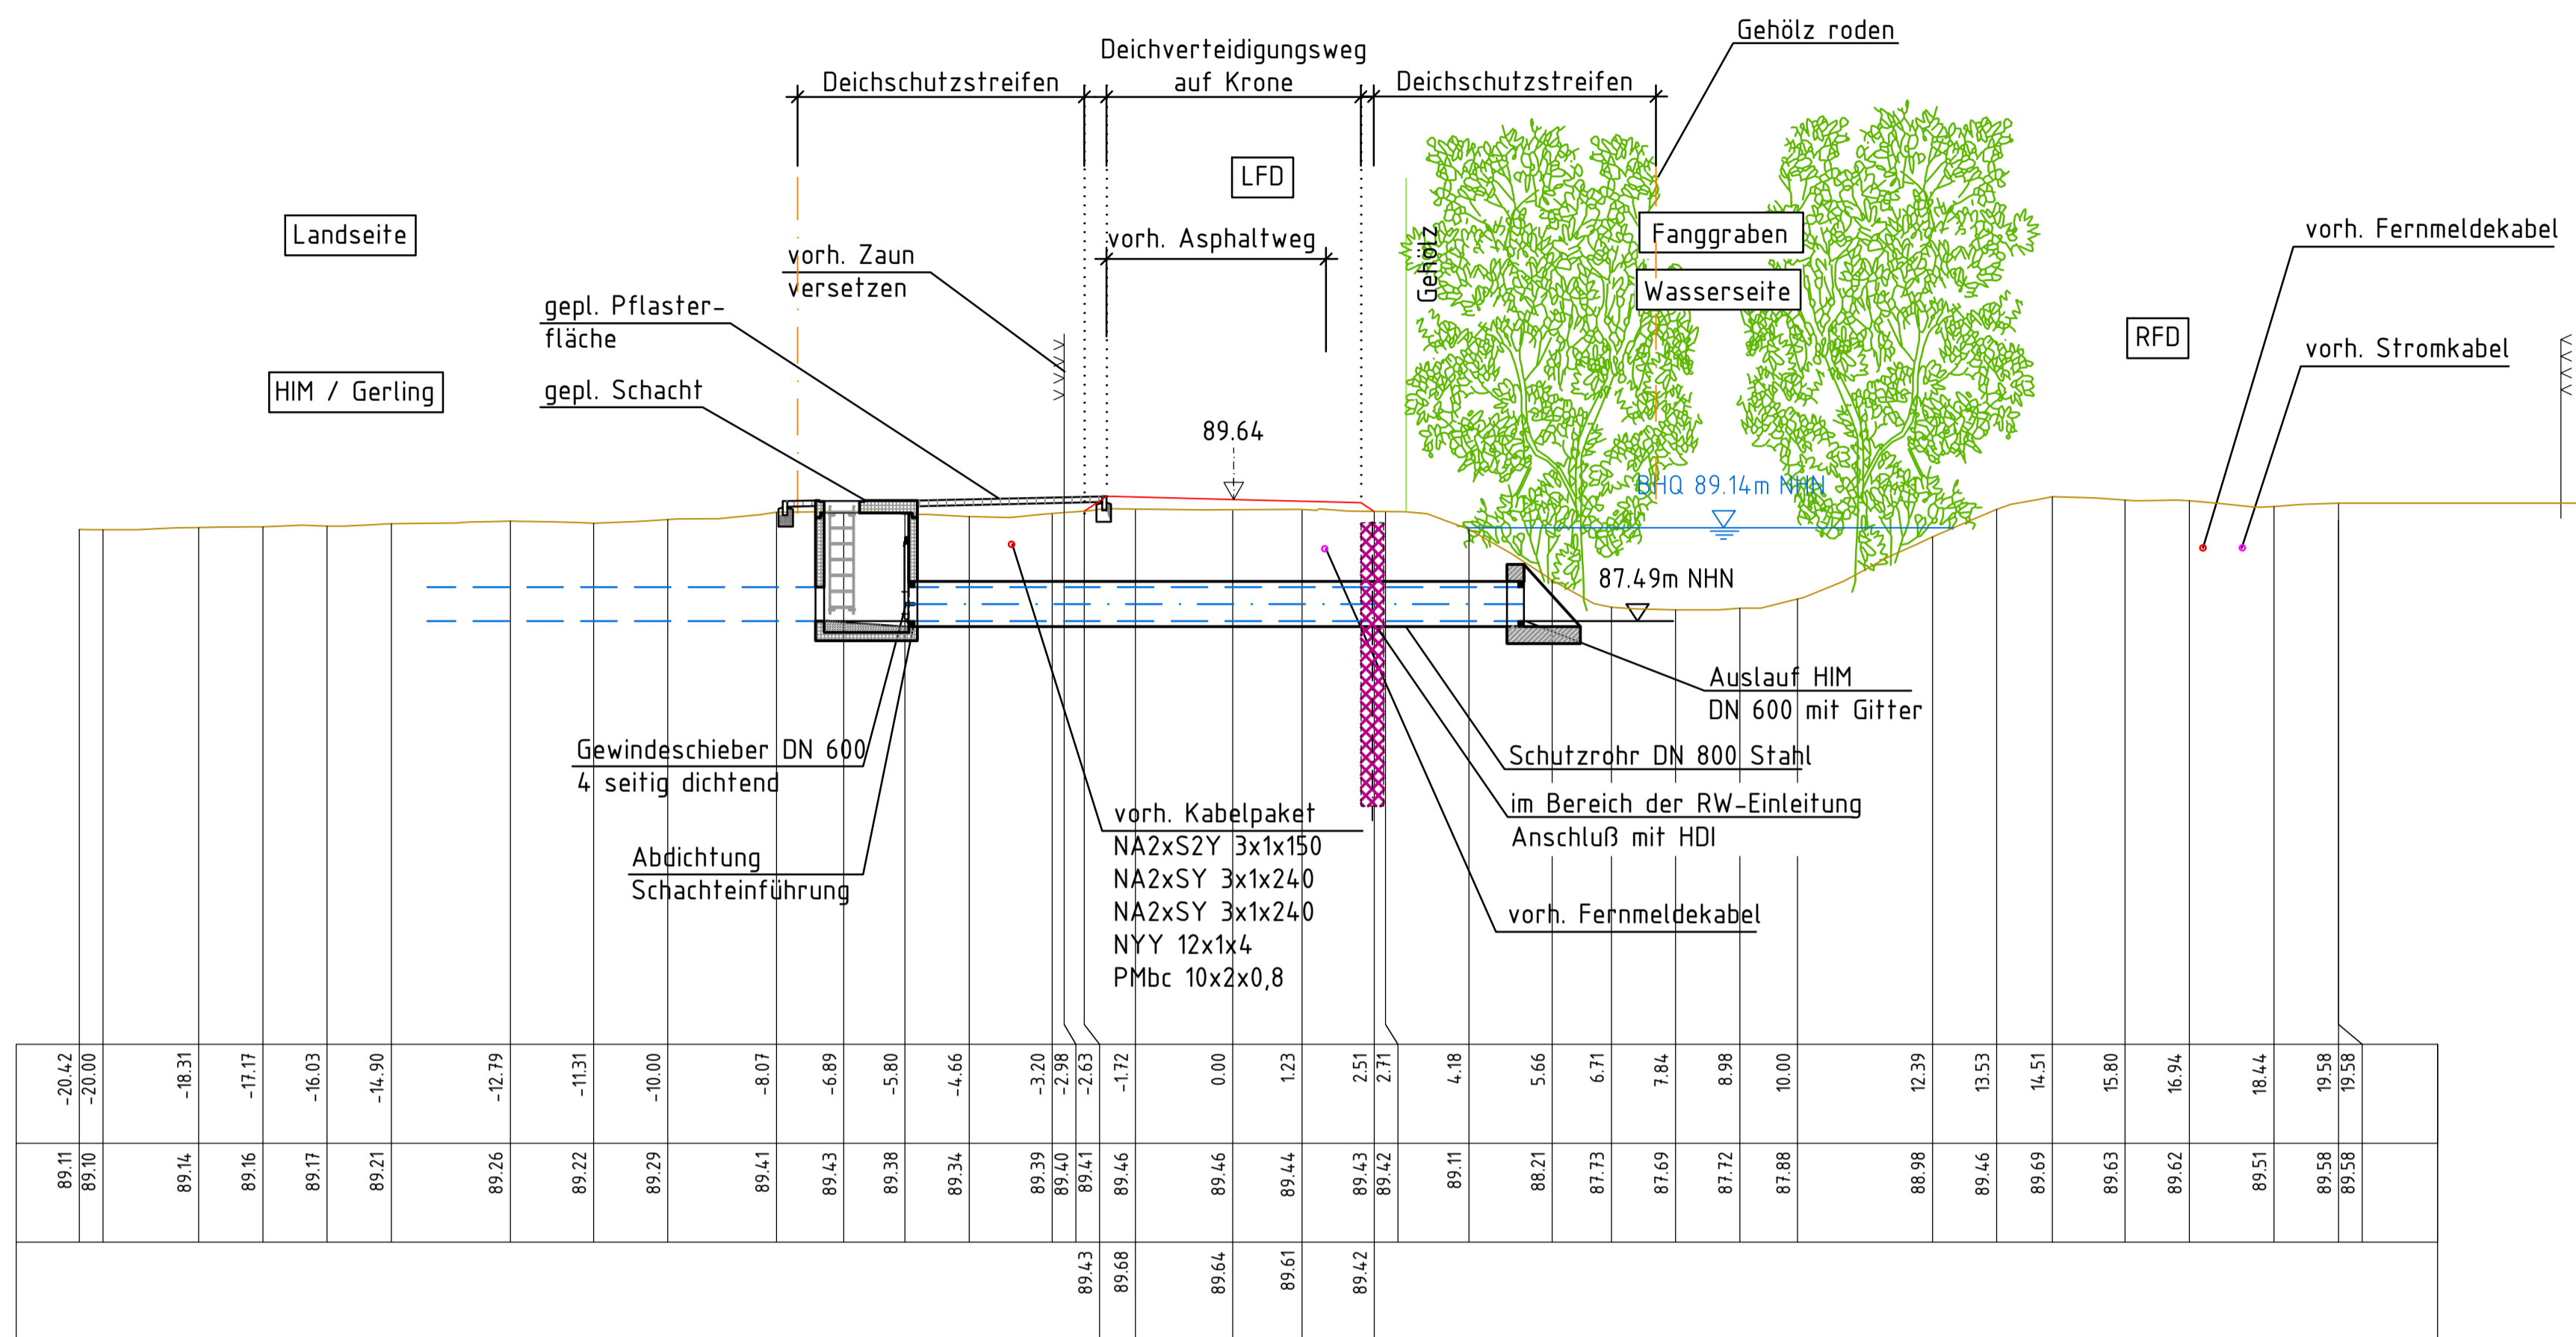 Gehölz roden
Deichverteidigungsweg
auf Krone
Deichschutzstreifen
Deichschutzstreifen
LFD
Landseite
vorh. Asphaltweg
Gehölz
Fanggraben
Wasserseite
vorh. Fernmeldekabel
vorh. Zaun
versetzen
gepl. Pflaster-
fläche
RFD
vorh. Stromkabel
HIM / Gerling
gepl. Schacht
89.64
BHQ 89.14m NHN
87.49m NHN
Auslauf HIM
DN 600 mit Gitter
Gewindeschieber DN 600
4 seitig dichtend
Schutzrohr DN 800 Stahl
im Bereich der RW-Einleitung
Anschluß mit HDI
vorh. Kabelpaket
NA2xS2Y 3x1x150
NA2xSY 3x1x240
NA2xSY 3x1x240
NYY 12x1x4
PMbc 10x2x0,8
Abdichtung
Schachteinführung
vorh. Fernmeldekabel
-20.42 -20.00 -18.31 -17.17 -16.03 -14.90 -12.79 -11.31 -10.00 -8.07 -6.89 -5.80 -4.66 -3.20 -2.98 -2.63 -1.72 0.00 1.23 2.51 2.71 4.18 5.66 6.71 7.84 8.98 10.00 12.39 13.53 14.51 15.80 16.94 18.44 19.58 19.58
89.11 89.10 89.14 89.16 89.17 89.21 89.26 89.22 89.29 89.41 89.43 89.38 89.34 89.39 89.40 89.41 89.46 89.46 89.44 89.43 89.42 89.11 88.21 87.73 87.69 87.72 87.88 88.98 89.46 89.69 89.63 89.62 89.51 89.58 89.58
89.43 89.68 89.64 89.61 89.42